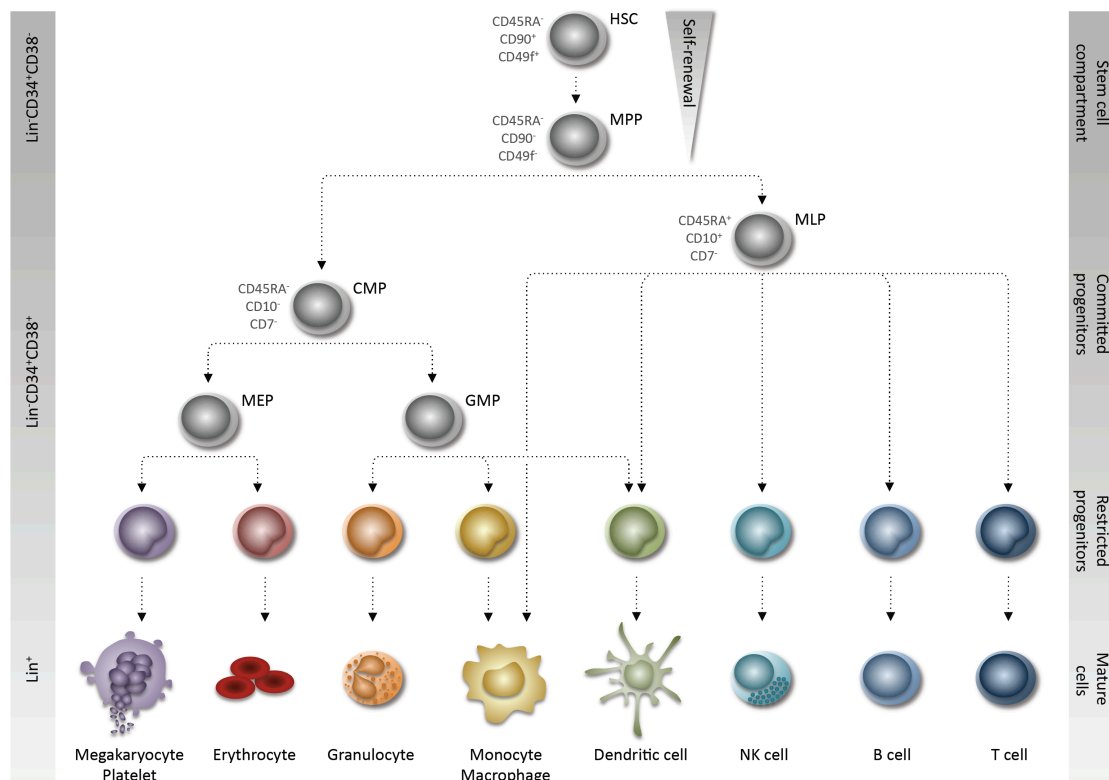 Lin⁻CD34⁺CD38⁻
CD45RA⁻
CD90⁺
CD49f⁺
HSC
Self-renewal
Stem cell
compartment
CD45RA⁻
CD90⁻
CD49f⁻
MPP
CD45RA⁺
CD10⁺
CD7⁻
MLP
Lin⁻CD34⁺CD38⁺
CD45RA⁻
CD10⁻
CD7⁻
CMP
Committed
progenitors
MEP
GMP
Restricted
progenitors
Lin⁺
Mature
cells
Megakaryocyte
Platelet
Erythrocyte
Granulocyte
Monocyte
Macrophage
Dendritic cell
NK cell
B cell
T cell